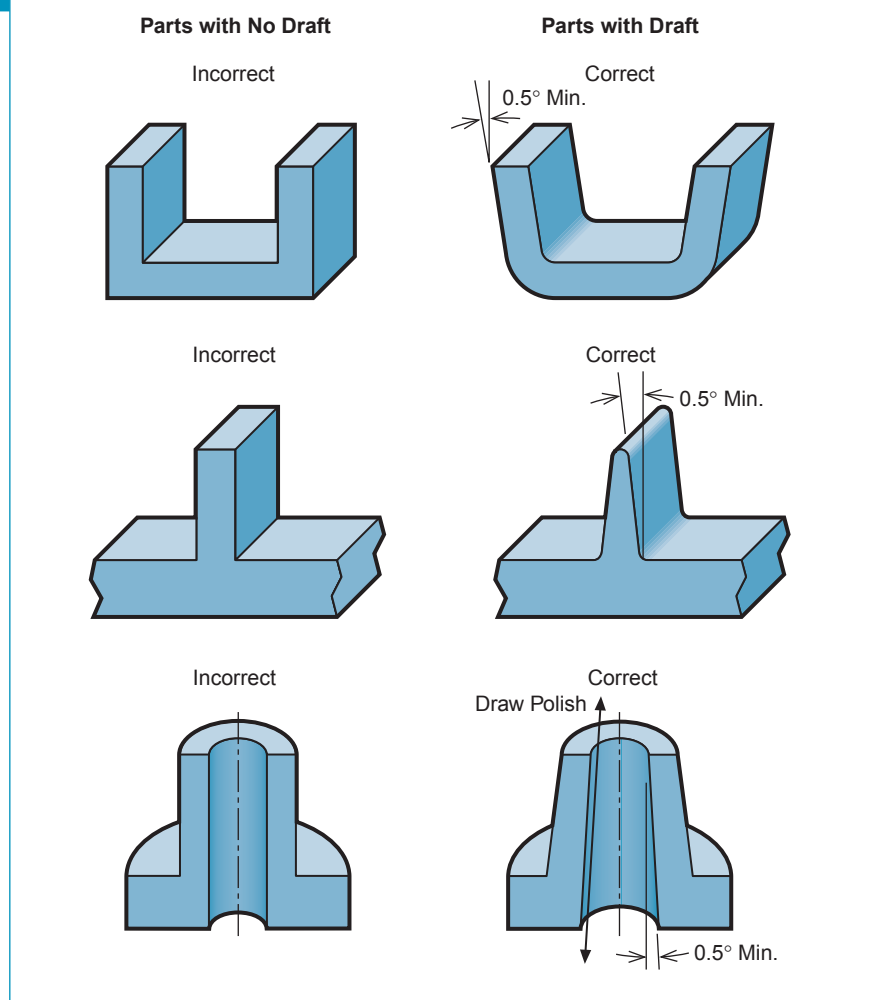 Parts with No Draft
Parts with Draft
Incorrect
Correct
0.5° Min.
Incorrect
Correct
0.5° Min.
Incorrect
Correct
Draw Polish
0.5° Min.